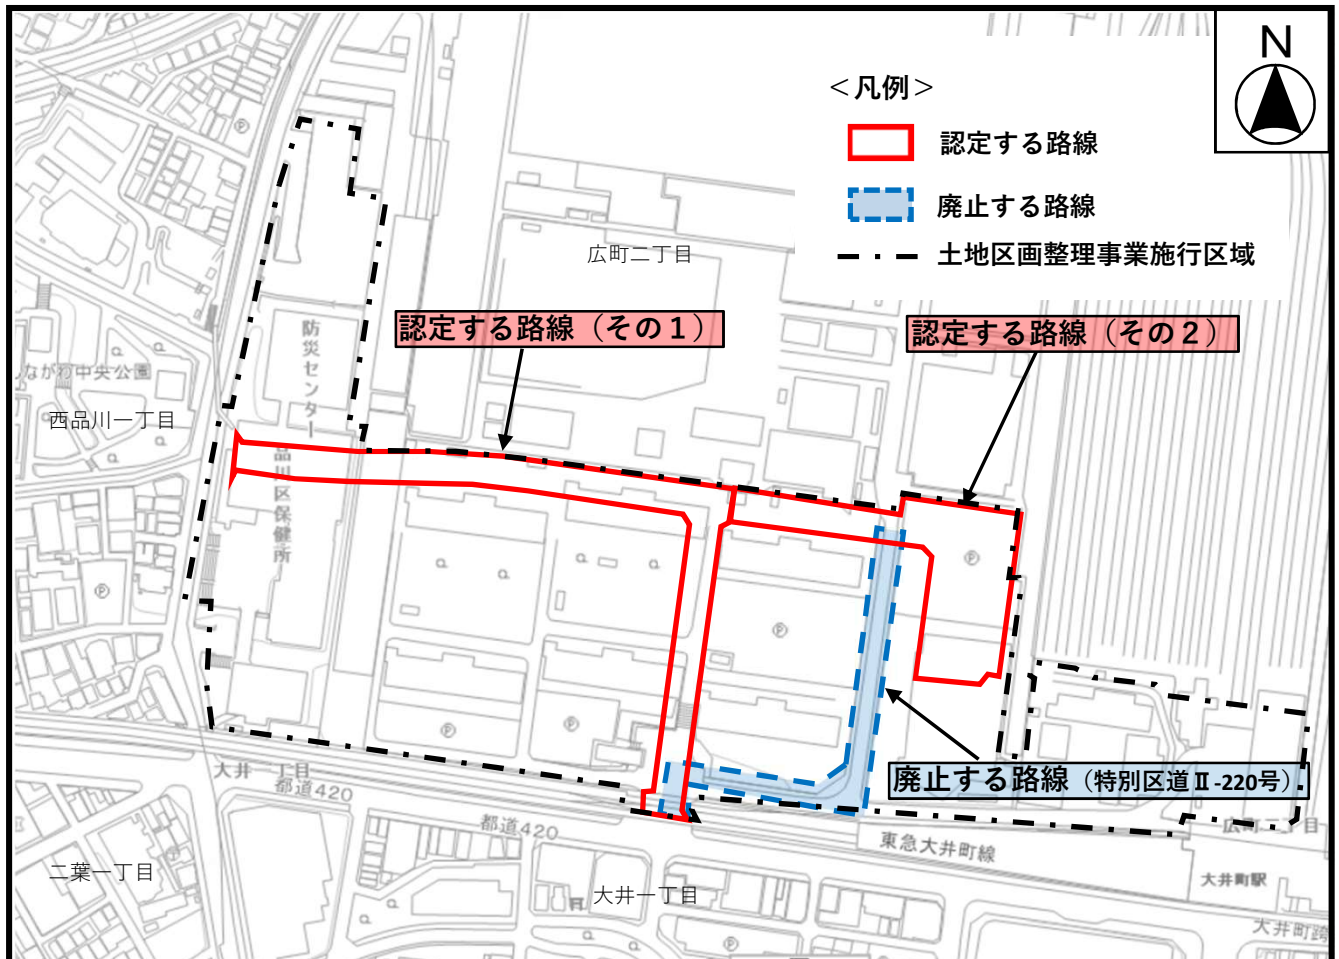 N
＜凡例＞
認定する路線
廃止する路線
土地区画整理事業施行区域
広町二丁目
認定する路線（その１）
認定する路線（その２）
防災センター
ながわ中央公園
西品川一丁目
品川区保健所
廃止する路線（特別区道Ⅱ-220号）
大井一丁目
都道420
都道420
東急大井町線
広町二丁目
二葉一丁目
大井一丁目
大井町駅
大井町跨